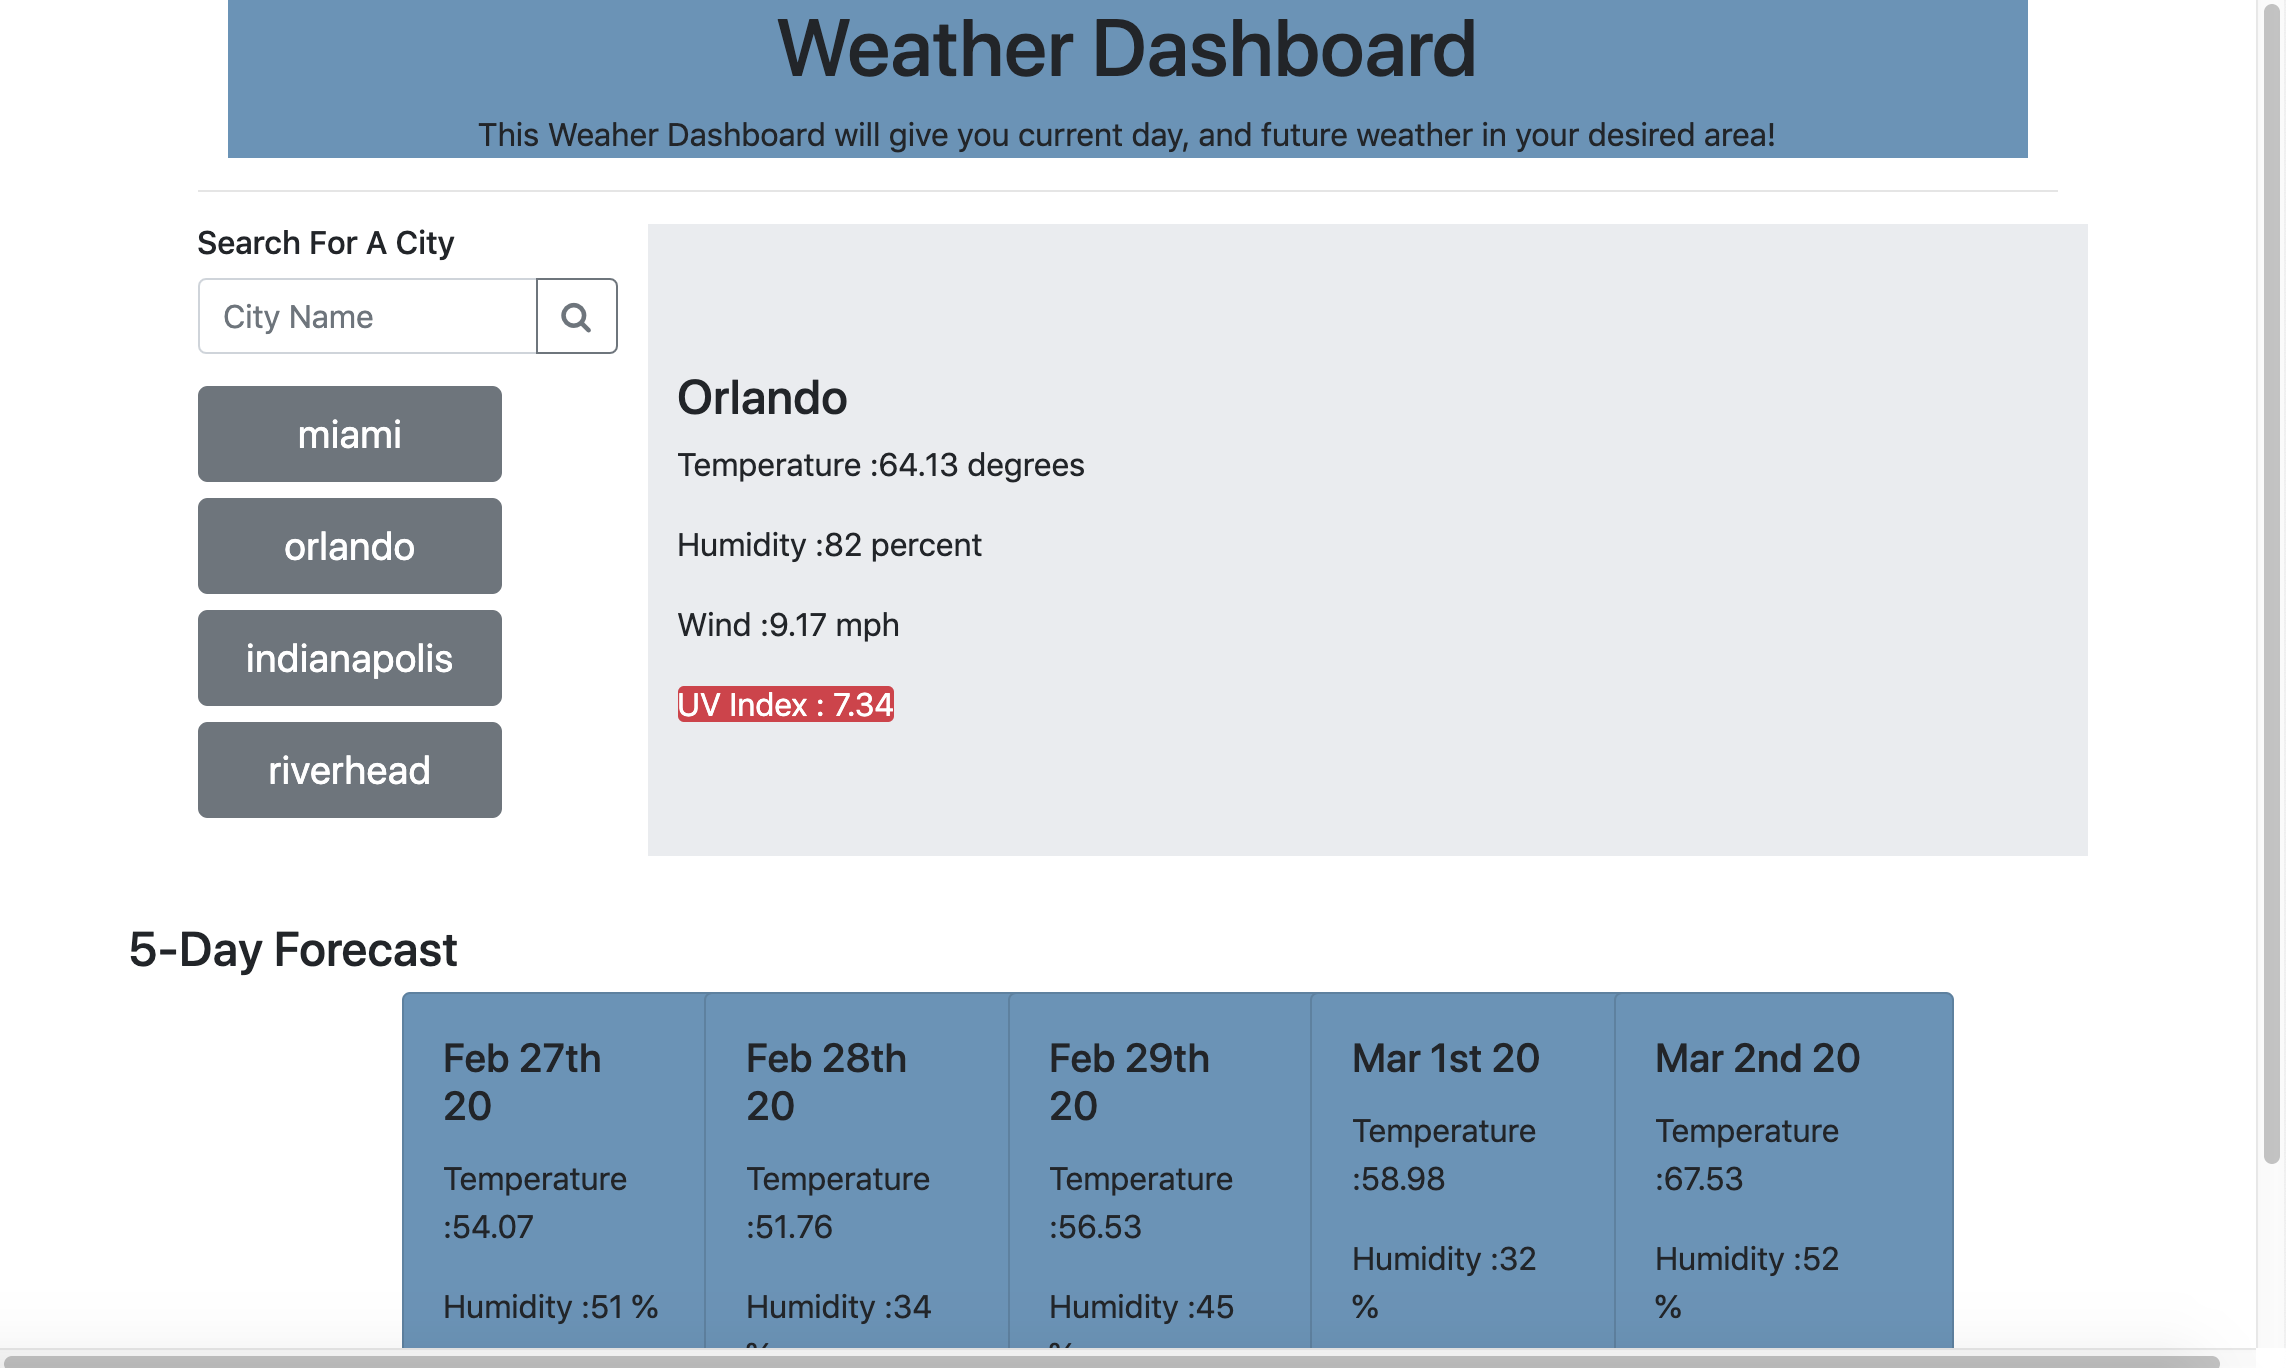 Weather Dashboard
This Weaher Dashboard will give you current day, and future weather in your desired area!
Search For A City
City Name
miami
orlando
indianapolis
riverhead
Orlando
Temperature :64.13 degrees
Humidity :82 percent
Wind :9.17 mph
UV Index : 7.34
5-Day Forecast
Feb 27th
20
Temperature
:54.07
Humidity :51 %
Feb 28th
20
Temperature
:51.76
Humidity :34
%
Feb 29th
20
Temperature
:56.53
Humidity :45
%
Mar 1st 20
Temperature
:58.98
Humidity :32
%
Mar 2nd 20
Temperature
:67.53
Humidity :52
%